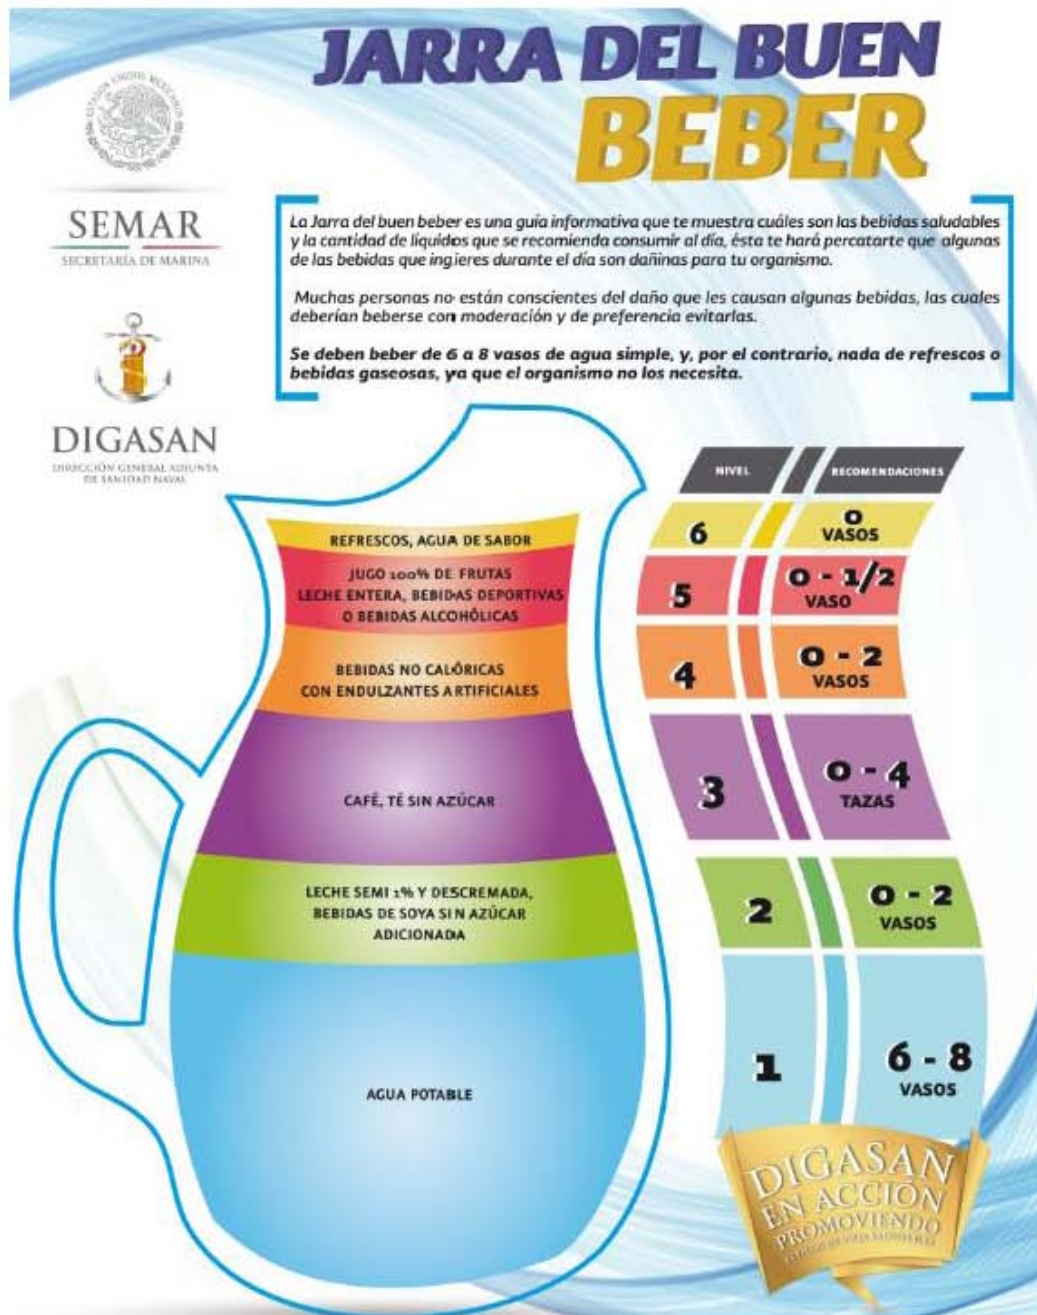 JARRA DEL BUEN
BEBER
ESTADOS UNIDOS MEXICANOS
SEMAR
SECRETARÍA DE MARINA
DIGASAN
DIRECCIÓN GENERAL ADJUNTA
DE SANIDAD NAVAL
La Jarra del buen beber es una guía informativa que te muestra cuáles son las bebidas saludables
y la cantidad de líquidos que se recomienda consumir al día, ésta te hará percatarte que algunas
de las bebidas que ingieres durante el día son dañinas para tu organismo.
Muchas personas no están conscientes del daño que les causan algunas bebidas, las cuales
deberían beberse con moderación y de preferencia evitarlas.
Se deben beber de 6 a 8 vasos de agua simple, y, por el contrario, nada de refrescos o
bebidas gaseosas, ya que el organismo no los necesita.
NIVEL RECOMENDACIONES
REFRESCOS, AGUA DE SABOR
6
0
VASOS
JUGO 100% DE FRUTAS
LECHE ENTERA, BEBIDAS DEPORTIVAS
O BEBIDAS ALCOHÓLICAS
5
0 - 1/2
VASO
BEBIDAS NO CALÓRICAS
CON ENDULZANTES ARTIFICIALES
4
0 - 2
VASOS
CAFÉ, TÉ SIN AZÚCAR
3
0 - 4
TAZAS
LECHE SEMI 1% Y DESCREMADA,
BEBIDAS DE SOYA SIN AZÚCAR
ADICIONADA
2
0 - 2
VASOS
AGUA POTABLE
1
6 - 8
VASOS
DIGASAN
EN ACCIÓN
PROMOVIENDO